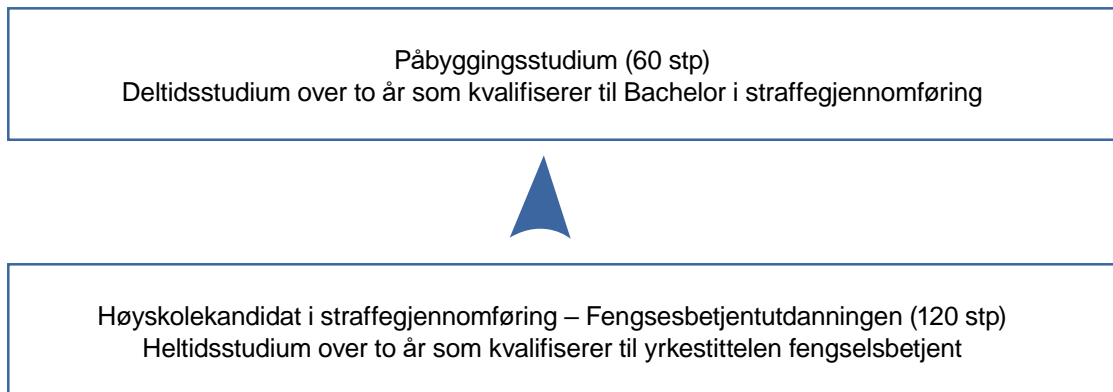 Påbyggingsstudium (60 stp)
Deltidsstudium over to år som kvalifiserer til Bachelor i straffegjennomføring
Høyskolekandidat i straffegjennomføring – Fengsesbetjentutdanningen (120 stp)
Heltidsstudium over to år som kvalifiserer til yrkestittelen fengselsbetjent